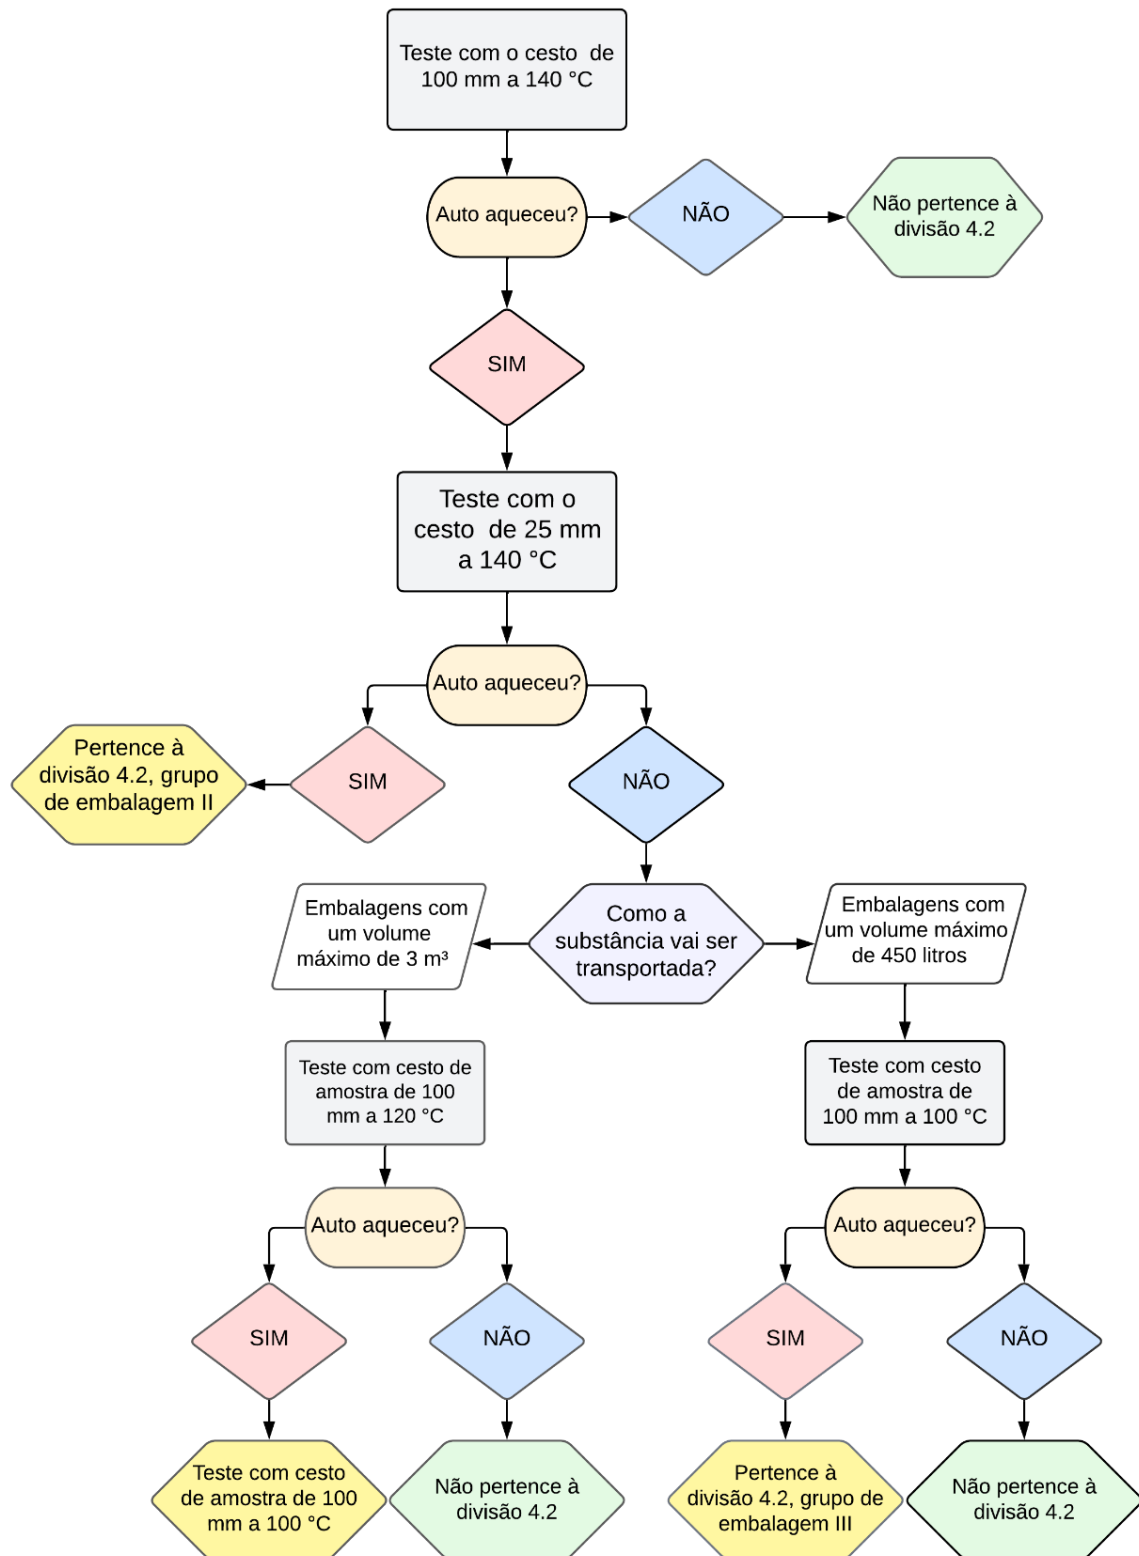 Teste com o cesto de
100 mm a 140 °C
Auto aqueceu?
NÃO
Não pertence à
divisão 4.2
SIM
Teste com o
cesto de 25 mm
a 140 °C
Auto aqueceu?
Pertence à
divisão 4.2, grupo
de embalagem II
SIM
NÃO
Embalagens com
um volume
máximo de 3 m³
Como a
substância vai ser
transportada?
Embalagens com
um volume máximo
de 450 litros
Teste com cesto de
amostra de 100
mm a 120 °C
Teste com cesto
de amostra de
100 mm a 100 °C
Auto aqueceu?
Auto aqueceu?
SIM
NÃO
SIM
NÃO
Teste com cesto
de amostra de 100
mm a 100 °C
Não pertence à
divisão 4.2
Pertence à
divisão 4.2, grupo de
embalagem III
Não pertence à
divisão 4.2